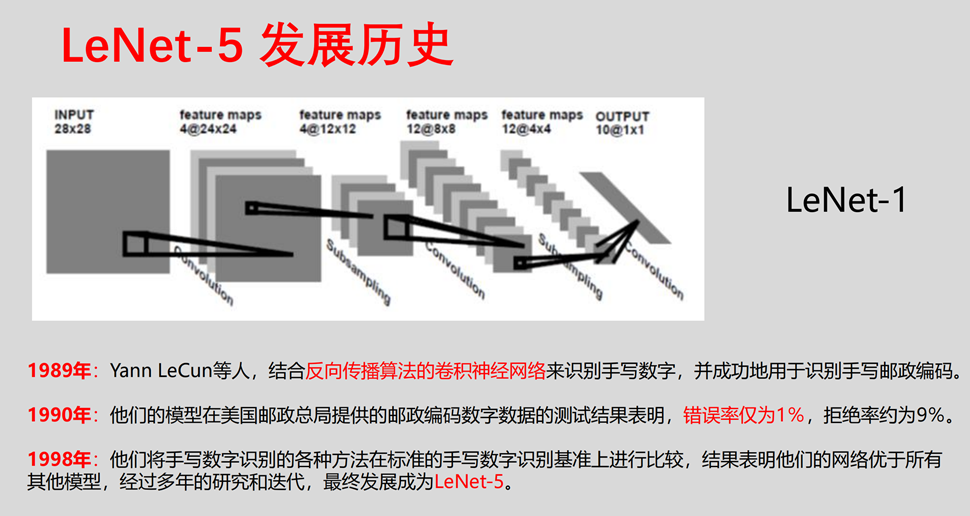 LeNet-5 发展历史
INPUT
28x28
feature maps
4@24x24
feature maps
4@12x12
feature maps
12@8x8
feature maps
12@4x4
OUTPUT
10@1x1
Convolution
Subsampling
Convolution
Subsampling
Convolution
LeNet-1
1989年：Yann LeCun等人，结合反向传播算法的卷积神经网络来识别手写数字，并成功地用于识别手写邮政编码。
1990年：他们的模型在美国邮政总局提供的邮政编码数字数据的测试结果表明，错误率仅为1%，拒绝率约为9%。
1998年：他们将手写数字识别的各种方法在标准的手写数字识别基准上进行比较，结果表明他们的网络优于所有
其他模型，经过多年的研究和迭代，最终发展成为LeNet-5。